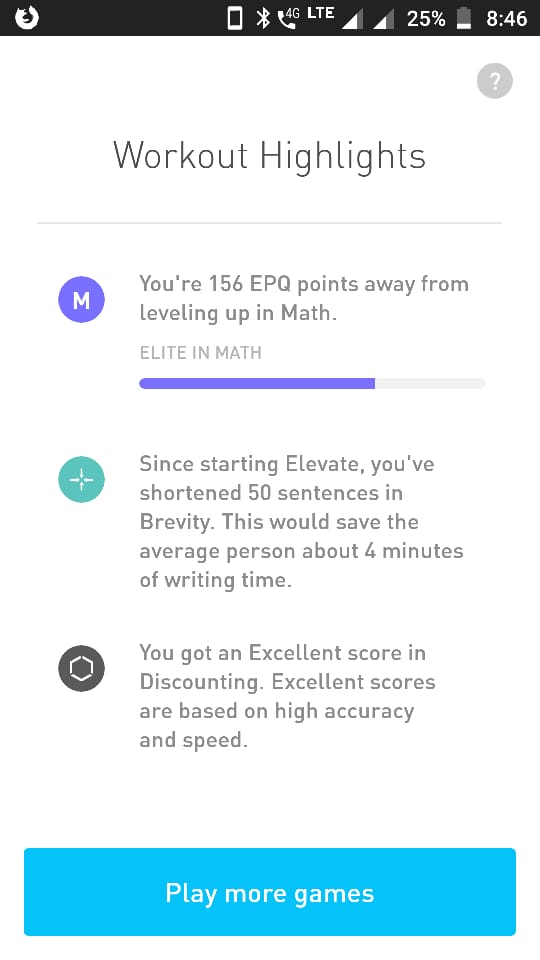 4G LTE 25% 8:46
?
Workout Highlights
M
You're 156 EPQ points away from
leveling up in Math.
ELITE IN MATH
Since starting Elevate, you've
shortened 50 sentences in
Brevity. This would save the
average person about 4 minutes
of writing time.
You got an Excellent score in
Discounting. Excellent scores
are based on high accuracy
and speed.
Play more games